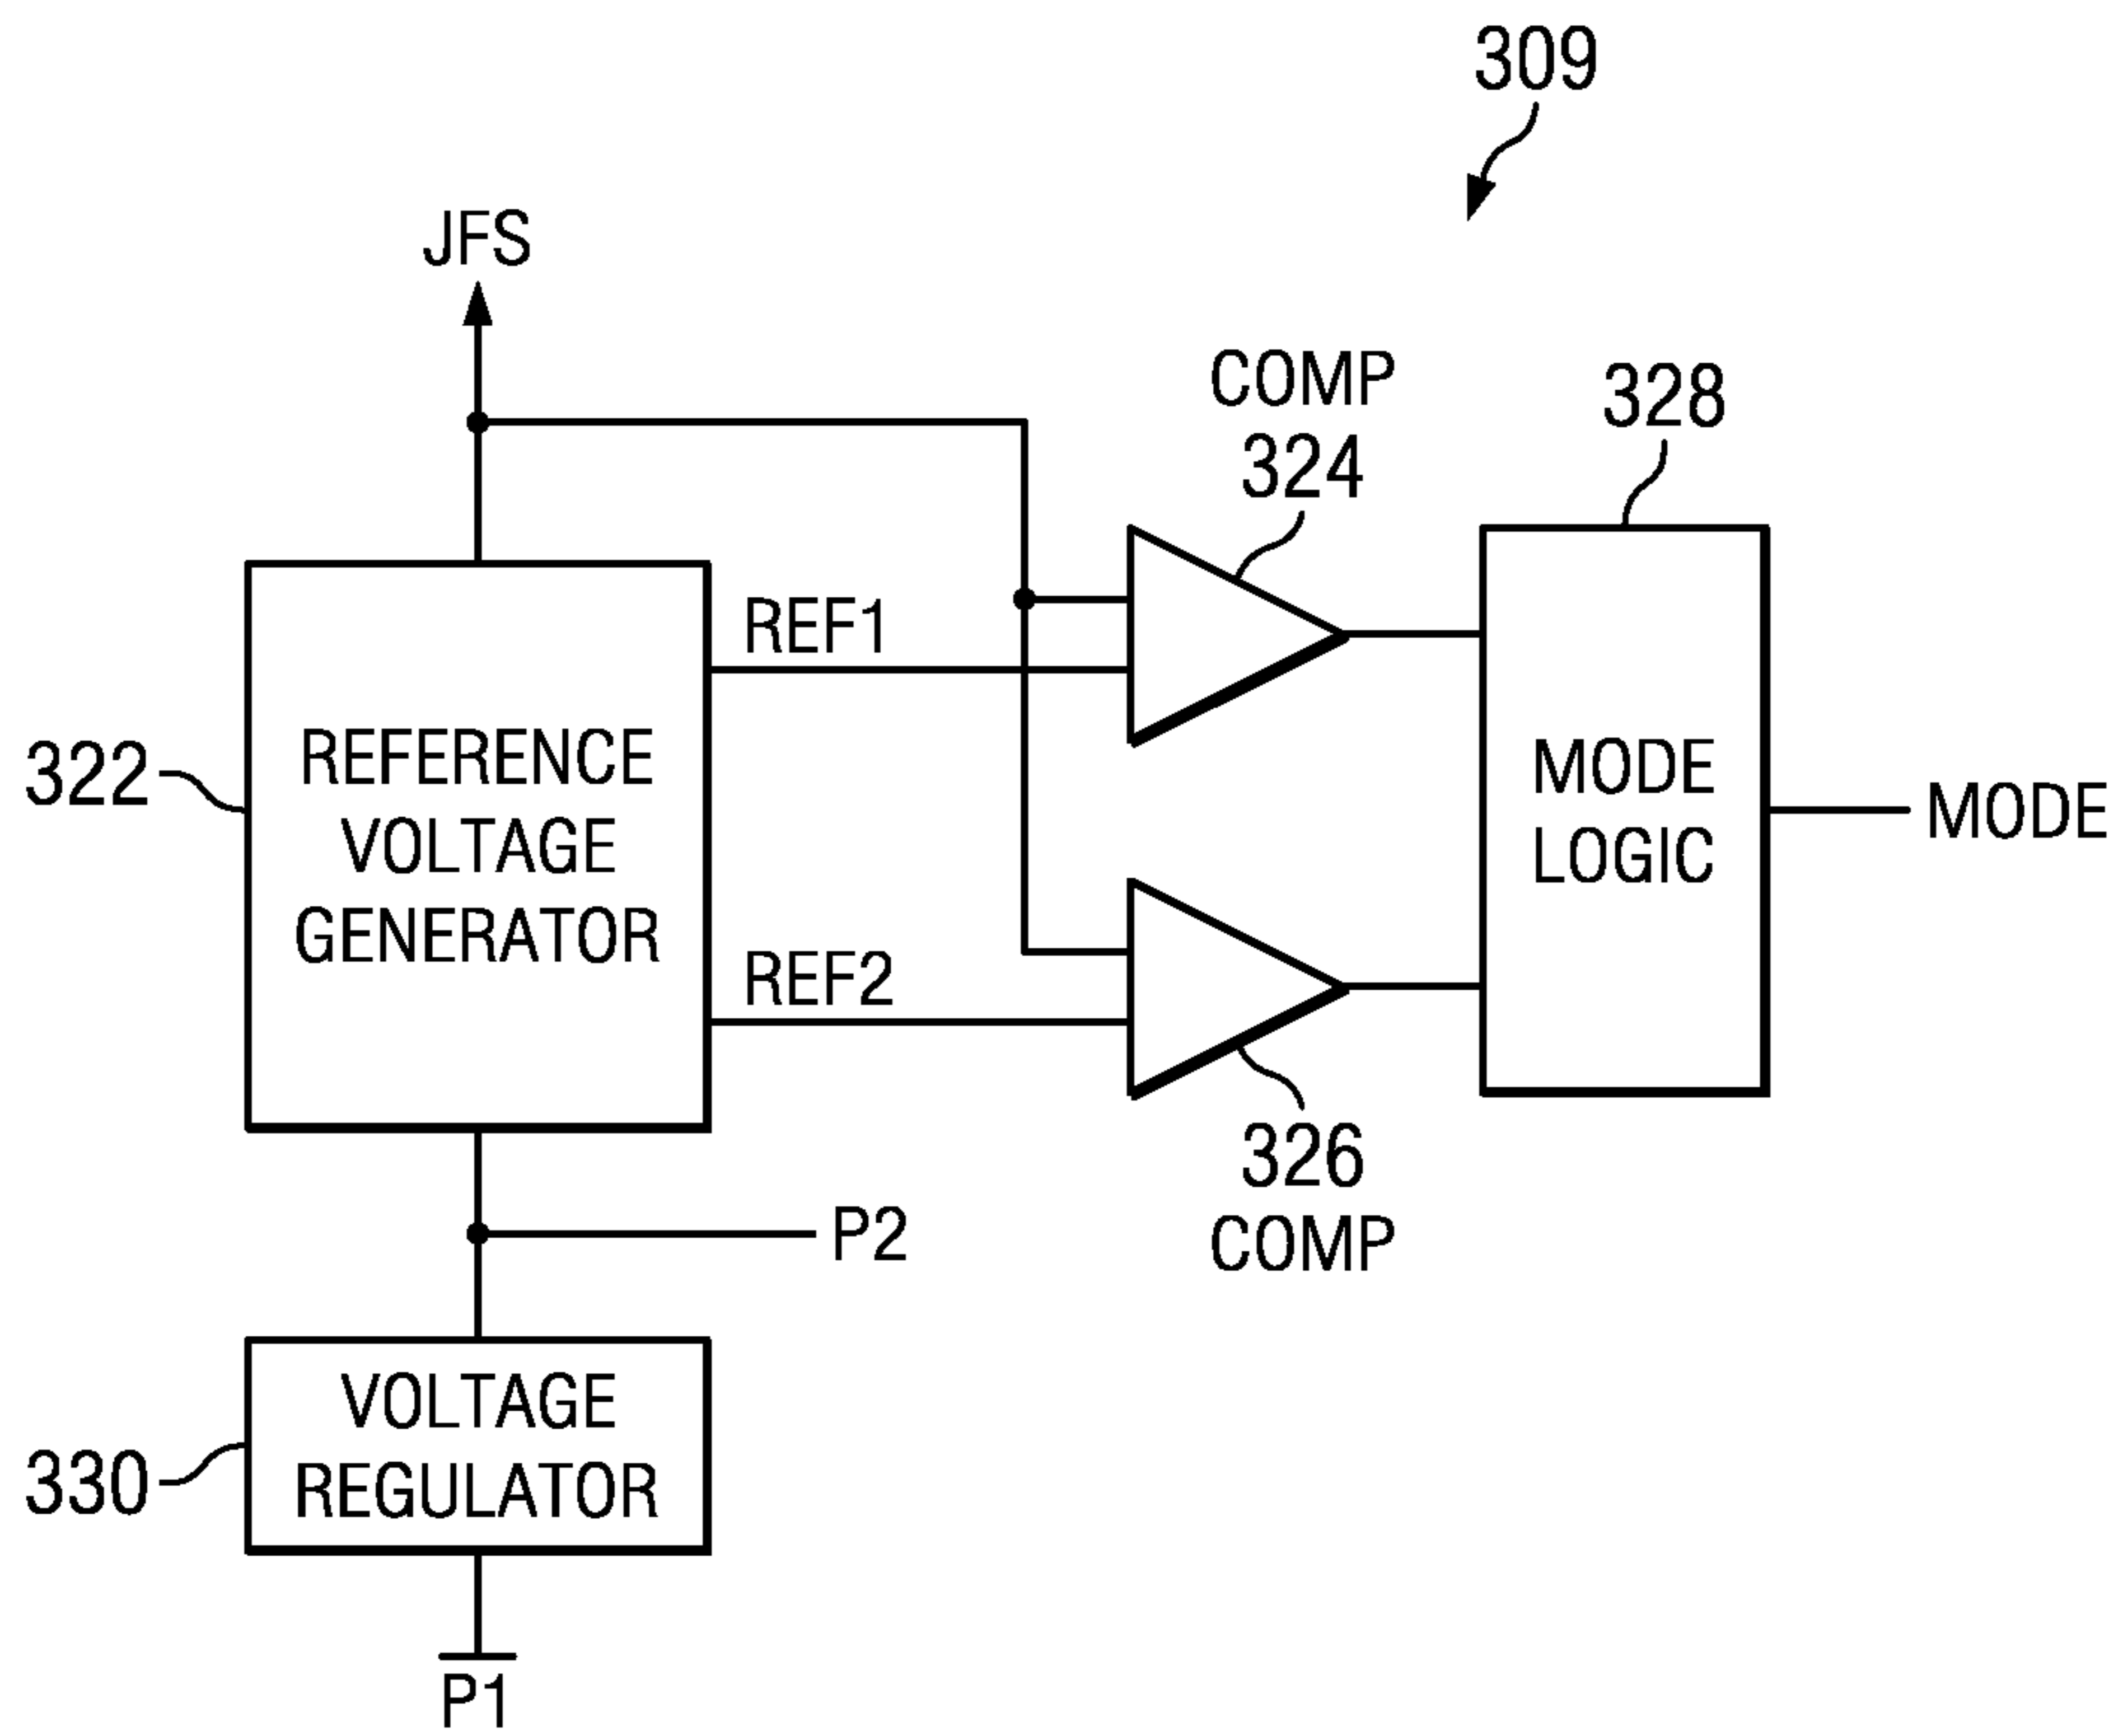 309
JFS
COMP
324
328
REF1
322
REFERENCE
VOLTAGE
GENERATOR
MODE
LOGIC
MODE
REF2
326
COMP
P2
330
VOLTAGE
REGULATOR
P1